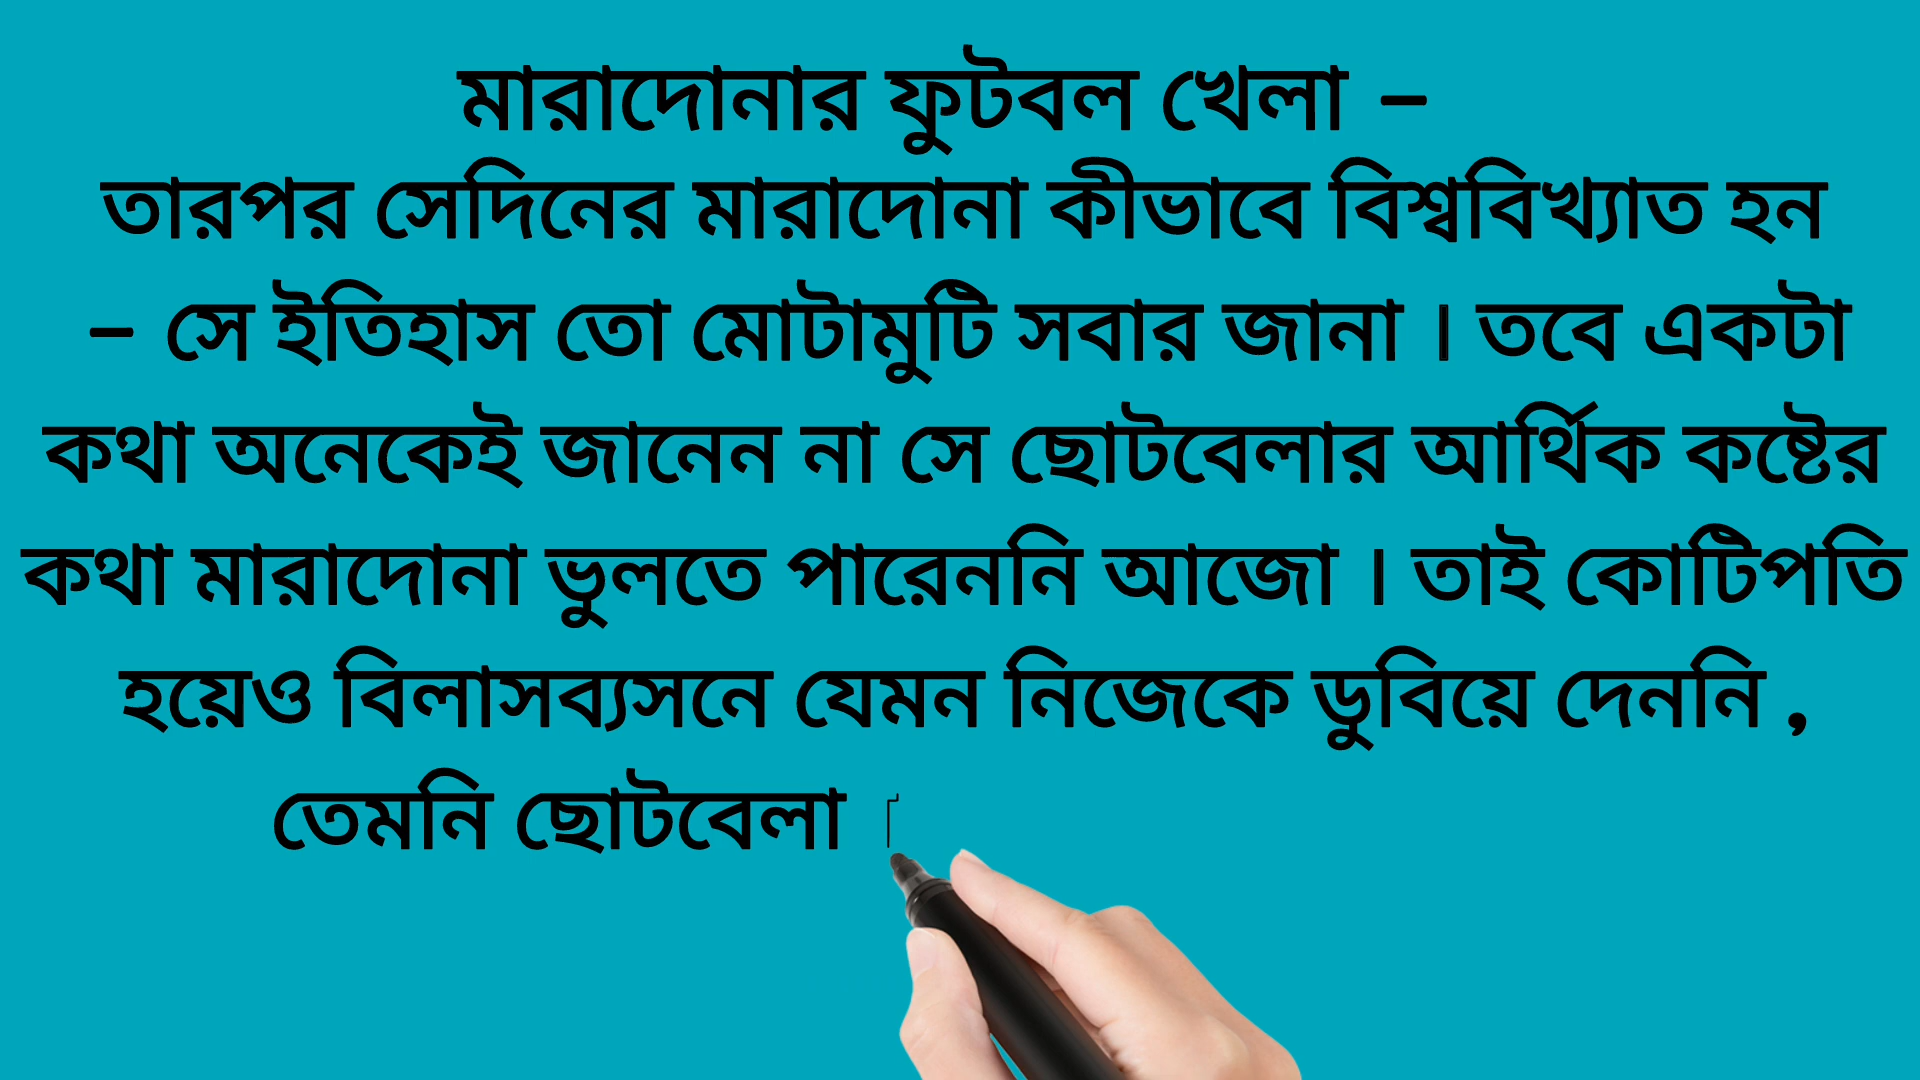 মারাদোনার ফুটবল খেলা –
তারপর সেদিনের মারাদোনা কীভাবে বিশ্ববিখ্যাত হন
– সে ইতিহাস তো মোটামুটি সবার জানা । তবে একটা
কথা অনেকেই জানেন না সে ছোটবেলার আর্থিক কষ্টের
কথা মারাদোনা ভুলতে পারেননি আজো । তাই কোটিপতি
হয়েও বিলাসব্যসনে যেমন নিজেকে ডুবিয়ে দেননি ,
তেমনি ছোটবেলা